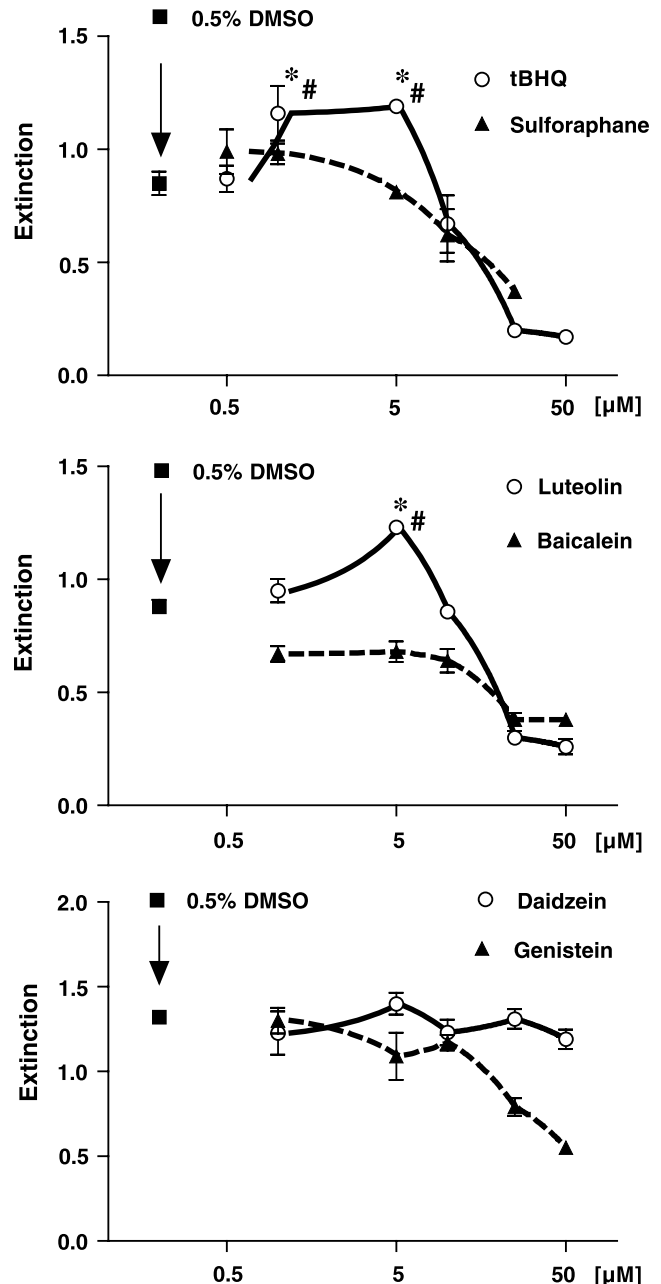 0.5% DMSO
1.5
* #
* #
tBHQ
Sulforaphane
1.0
Extinction
0.5
0.0
0.5 5 50 [µM]
1.5
0.5% DMSO
Luteolin
* #
Baicalein
1.0
Extinction
0.5
0.0
0.5 5 50 [µM]
2.0
0.5% DMSO
Daidzein
Genistein
1.5
Extinction
1.0
0.5
0.0
0.5 5 50 [µM]